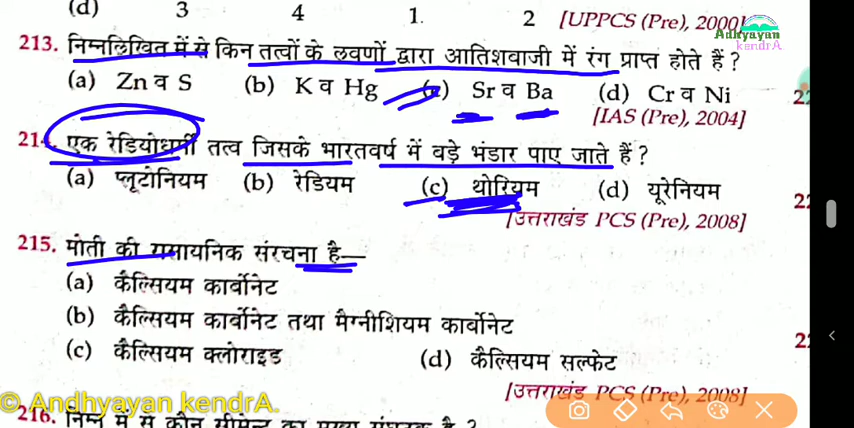 (d) 3 4 1. 2 [UPPCS (Pre), 2000]
Adhyayan
kendrA
213. निम्नलिखित में से किन तत्वों के लवणों द्वारा आतिशबाजी में रंग प्राप्त होते हैं ?
(a) Zn व S (b) K व Hg (c) Sr व Ba (d) Cr व Ni
[IAS (Pre), 2004]
214. एक रेडियोधर्मी तत्व जिसके भारतवर्ष में बड़े भंडार पाए जाते हैं ?
(a) प्लूटोनियम (b) रेडियम (c) थोरियम (d) यूरेनियम
[उत्तराखंड PCS (Pre), 2008]
215. मोती की रासायनिक संरचना है—
(a) कैल्सियम कार्बोनेट
(b) कैल्सियम कार्बोनेट तथा मैग्नीशियम कार्बोनेट
(c) कैल्सियम क्लोराइड (d) कैल्सियम सल्फेट
[उत्तराखंड PCS (Pre), 2008]
© Andhyayan kendrA.
216. निम्न में से कौन सीमेन्ट का मुख्य संघटक है ?